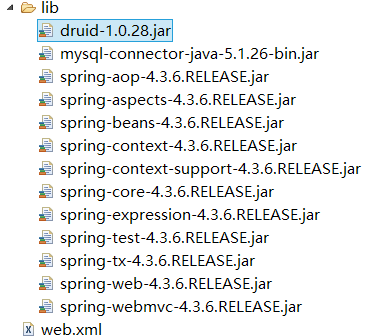 lib
druid-1.0.28.jar
mysql-connector-java-5.1.26-bin.jar
spring-aop-4.3.6.RELEASE.jar
spring-aspects-4.3.6.RELEASE.jar
spring-beans-4.3.6.RELEASE.jar
spring-context-4.3.6.RELEASE.jar
spring-context-support-4.3.6.RELEASE.jar
spring-core-4.3.6.RELEASE.jar
spring-expression-4.3.6.RELEASE.jar
spring-test-4.3.6.RELEASE.jar
spring-tx-4.3.6.RELEASE.jar
spring-web-4.3.6.RELEASE.jar
spring-webmvc-4.3.6.RELEASE.jar
web.xml